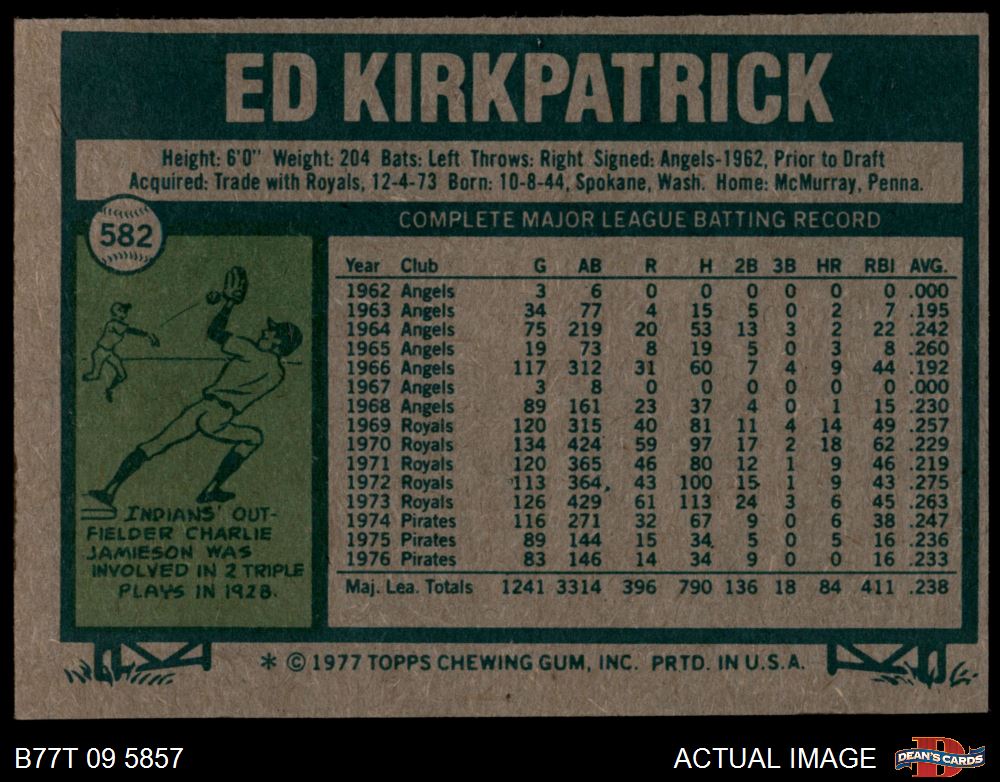 ED KIRKPATRICK
Height: 6'0" Weight: 204 Bats: Left Throws: Right Signed: Angels-1962, Prior to Draft
Acquired: Trade with Royals, 12-4-73 Born: 10-8-44, Spokane, Wash. Home: McMurray, Penna.
582
COMPLETE MAJOR LEAGUE BATTING RECORD
Year Club G AB R H 2B 3B HR RBI AVG.
1962 Angels 3 6 0 0 0 0 0 0 .000
1963 Angels 34 77 4 15 5 0 2 7 .195
1964 Angels 75 219 20 53 13 3 2 22 .242
1965 Angels 19 73 8 19 5 0 3 8 .260
1966 Angels 117 312 31 60 7 4 9 44 .192
1967 Angels 3 8 0 0 0 0 0 0 .000
1968 Angels 89 161 23 37 4 0 1 15 .230
1969 Royals 120 315 40 81 11 4 14 49 .257
1970 Royals 134 424 59 97 17 2 18 62 .229
1971 Royals 120 365 46 80 12 1 9 46 .219
1972 Royals 113 364 43 100 15 1 9 43 .275
1973 Royals 126 429 61 113 24 3 6 45 .263
1974 Pirates 116 271 32 67 9 0 6 38 .247
1975 Pirates 89 144 15 34 5 0 5 16 .236
1976 Pirates 83 146 14 34 9 0 0 16 .233
Maj. Lea. Totals 1241 3314 396 790 136 18 84 411 .238
INDIANS' OUT-
FIELDER CHARLIE
JAMIESON WAS
INVOLVED IN 2 TRIPLE
PLAYS IN 1928.
* © 1977 TOPPS CHEWING GUM, INC. PRTD. IN U.S.A.
B77T 09 5857
ACTUAL IMAGE
D
DEAN'S CARDS